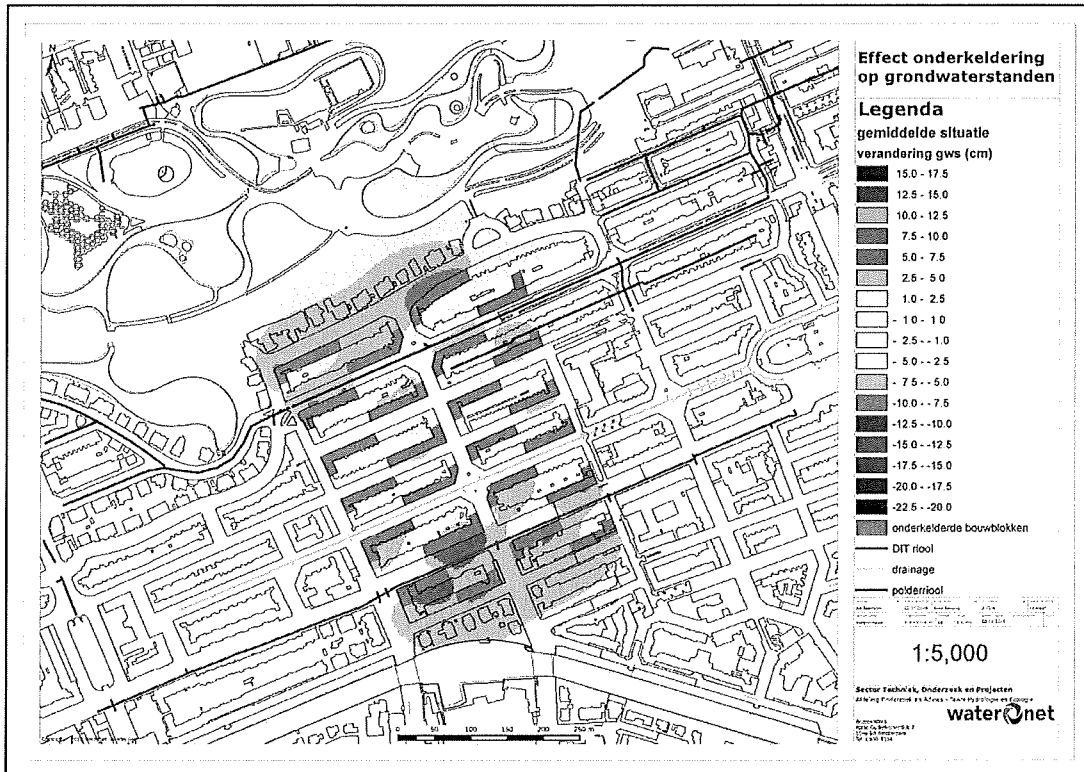 N
Effect onderkeldering
op grondwaterstanden
Legenda
gemiddelde situatie
verandering gws (cm)
15.0 - 17.5
12.5 - 15.0
10.0 - 12.5
7.5 - 10.0
5.0 - 7.5
2.5 - 5.0
1.0 - 2.5
- 1.0 - 1.0
- 2.5 - -1.0
- 5.0 - -2.5
- 7.5 - -5.0
-10.0 - -7.5
-12.5 - -10.0
-15.0 - -12.5
-17.5 - -15.0
-20.0 - -17.5
-22.5 - -20.0
onderkelderde bouwblokken
DIT riool
drainage
polderriool
1:5,000
Sector Techniek, Onderzoek en Projecten
waternet
0 50 100 150 200 250 m